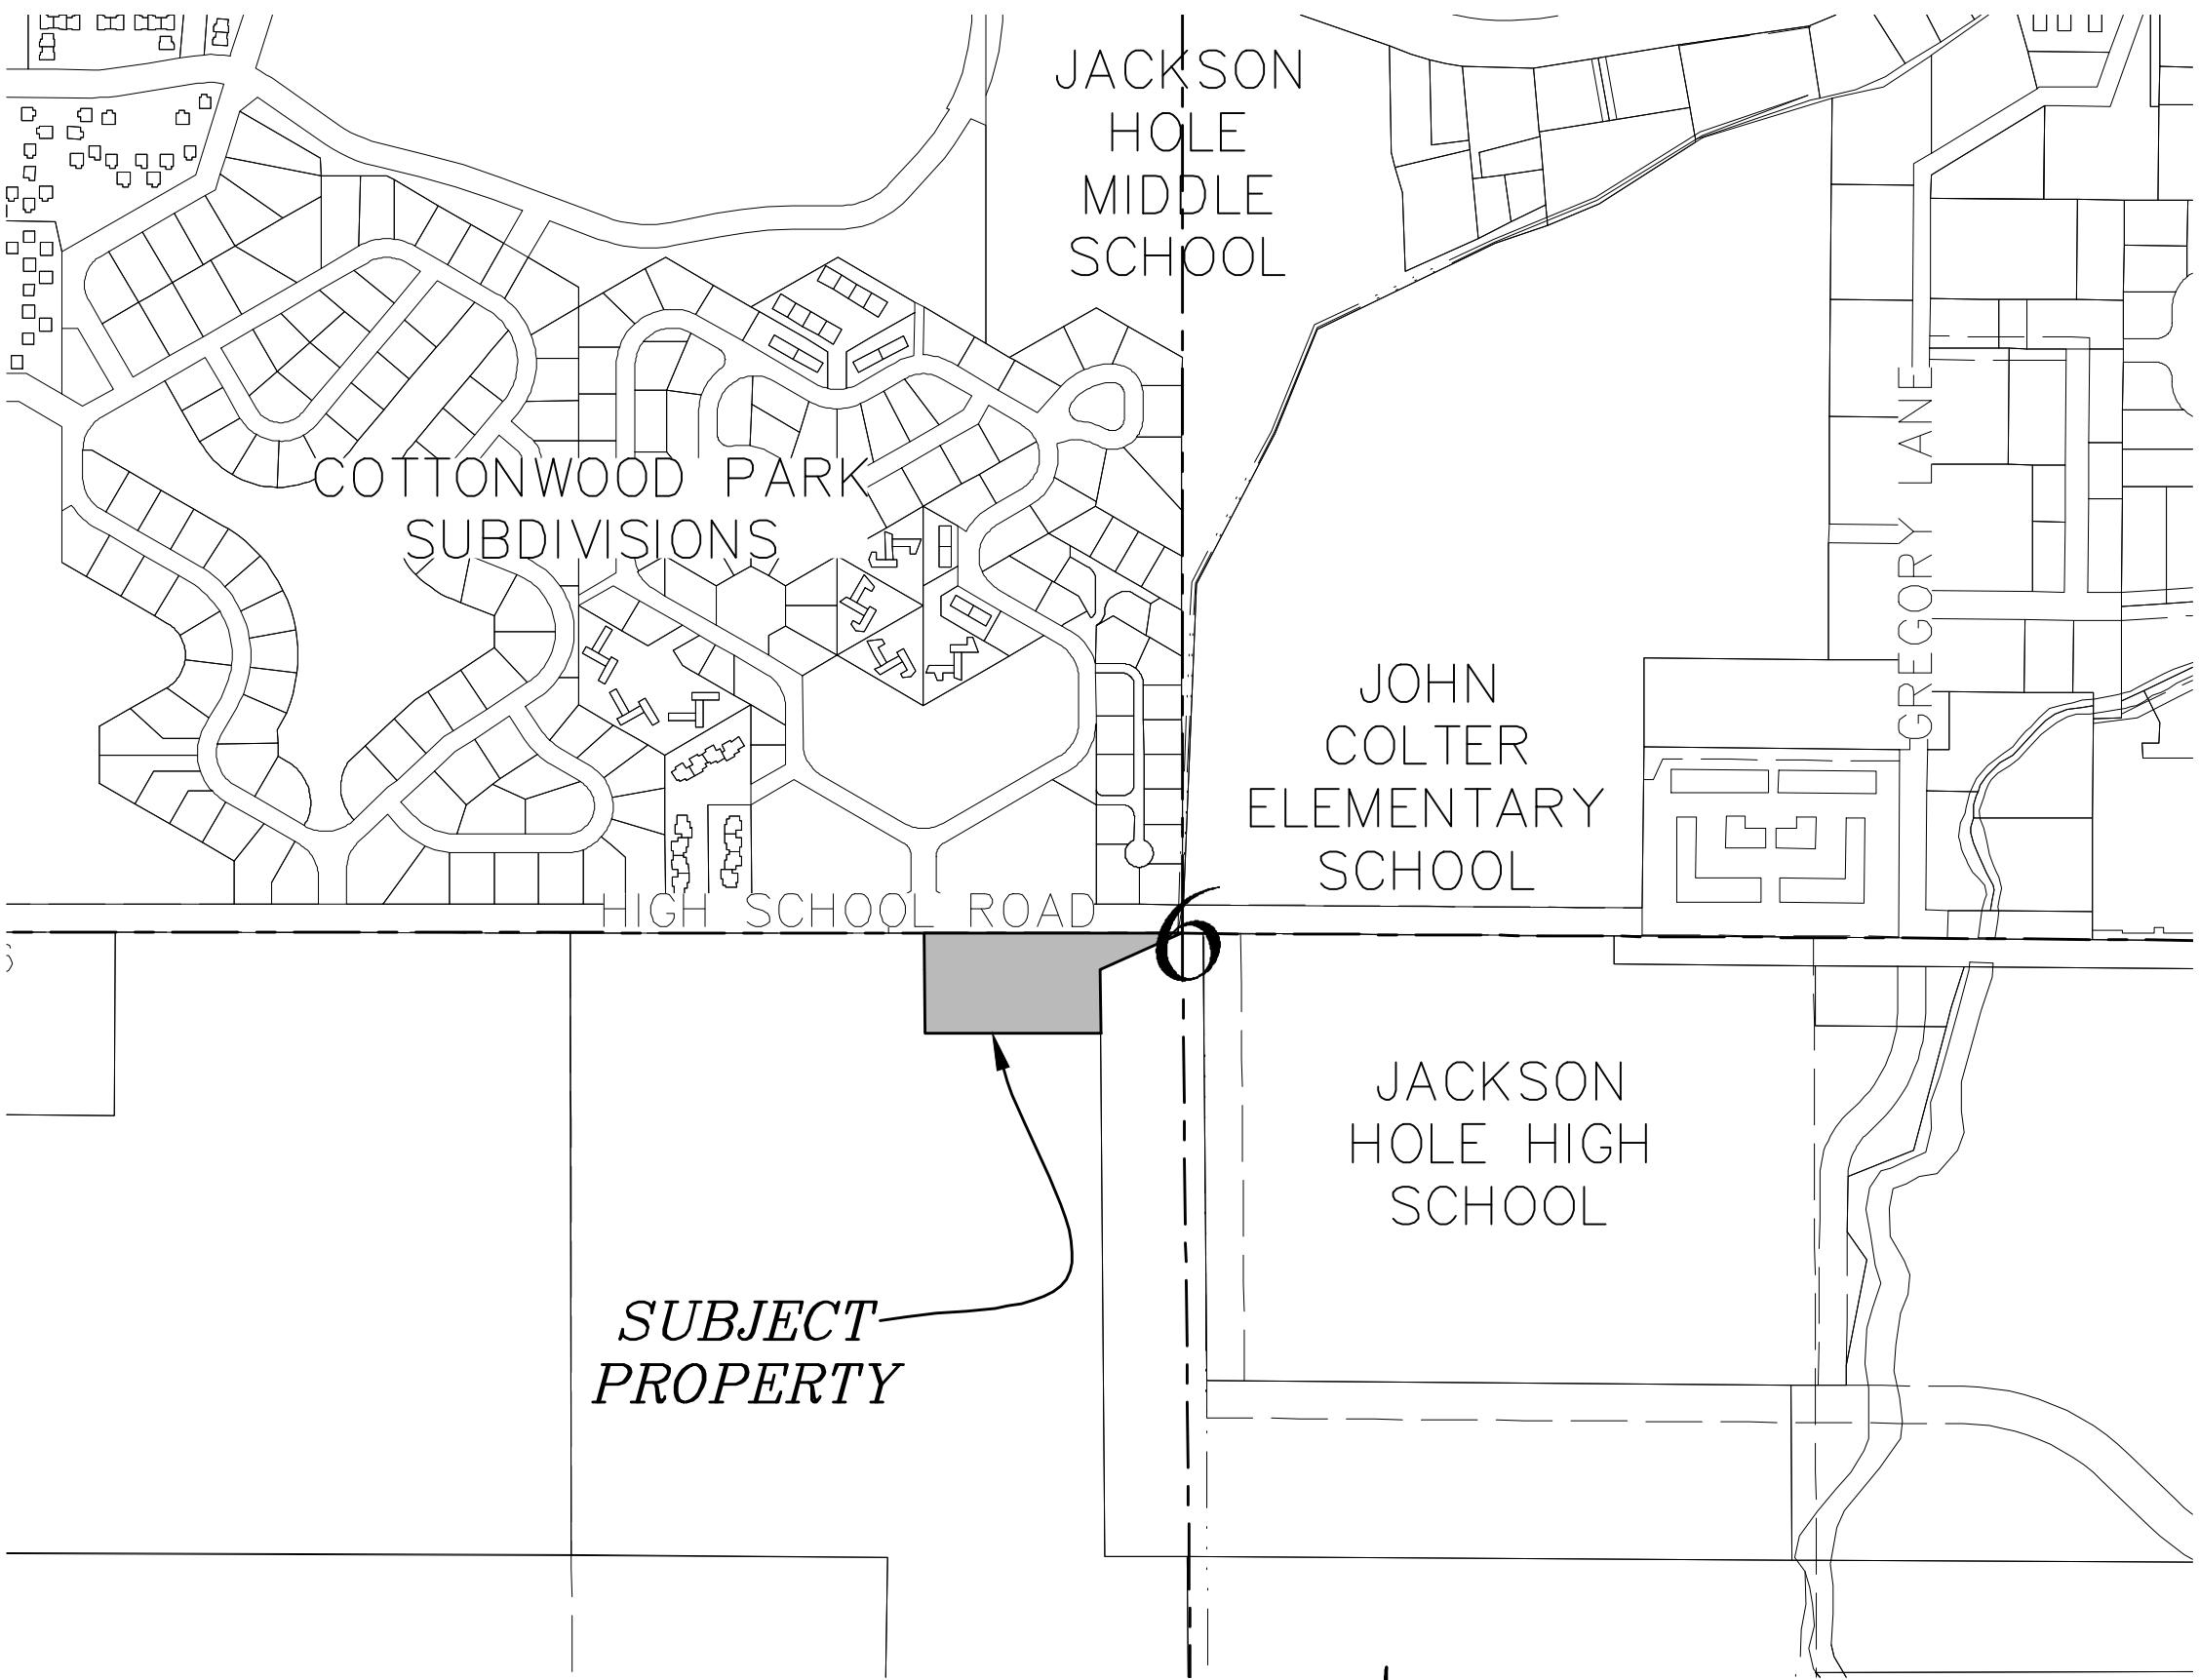 JACKSON
HOLE
MIDDLE
SCHOOL
COTTONWOOD PARK
SUBDIVISIONS
GREGORY LANE
JOHN
COLTER
ELEMENTARY
SCHOOL
HIGH SCHOOL ROAD
6
JACKSON
HOLE HIGH
SCHOOL
SUBJECT
PROPERTY